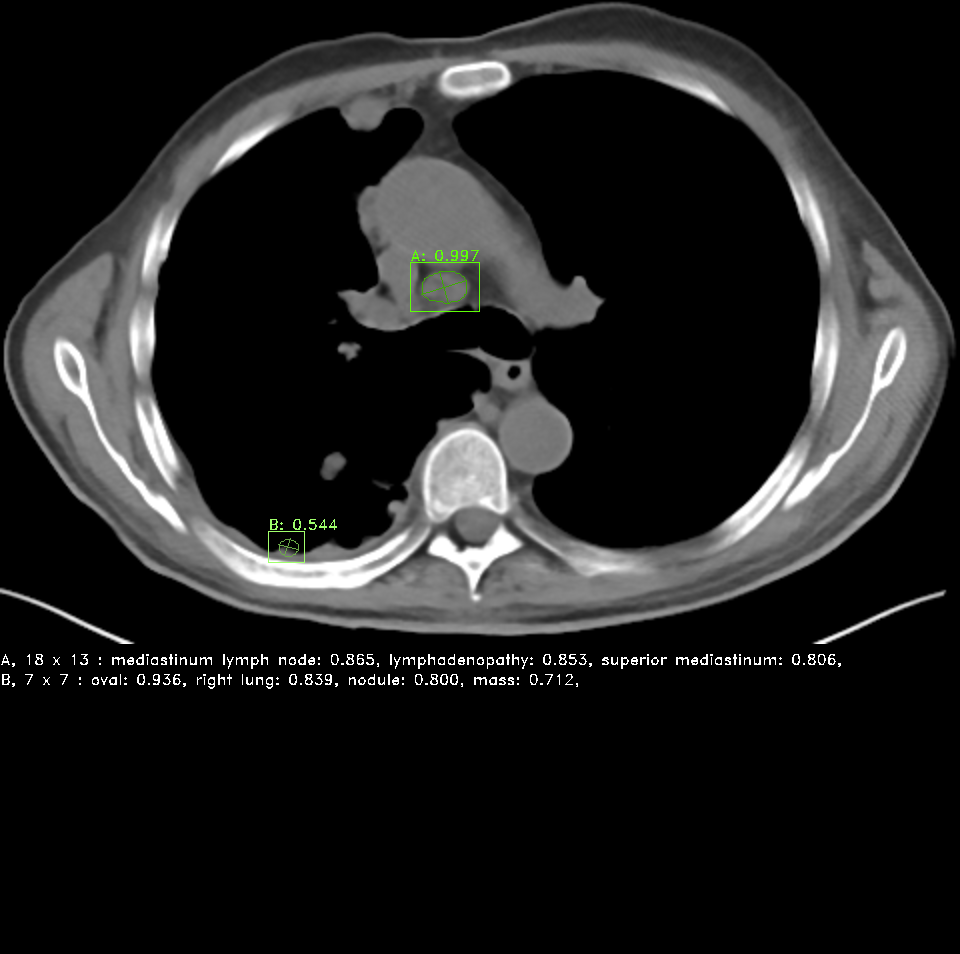 A: 0.997
B: 0.544
A, 18 x 13 : mediastinum lymph node: 0.865, lymphadenopathy: 0.853, superior mediastinum: 0.806,
B, 7 x 7 : oval: 0.936, right lung: 0.839, nodule: 0.800, mass: 0.712,